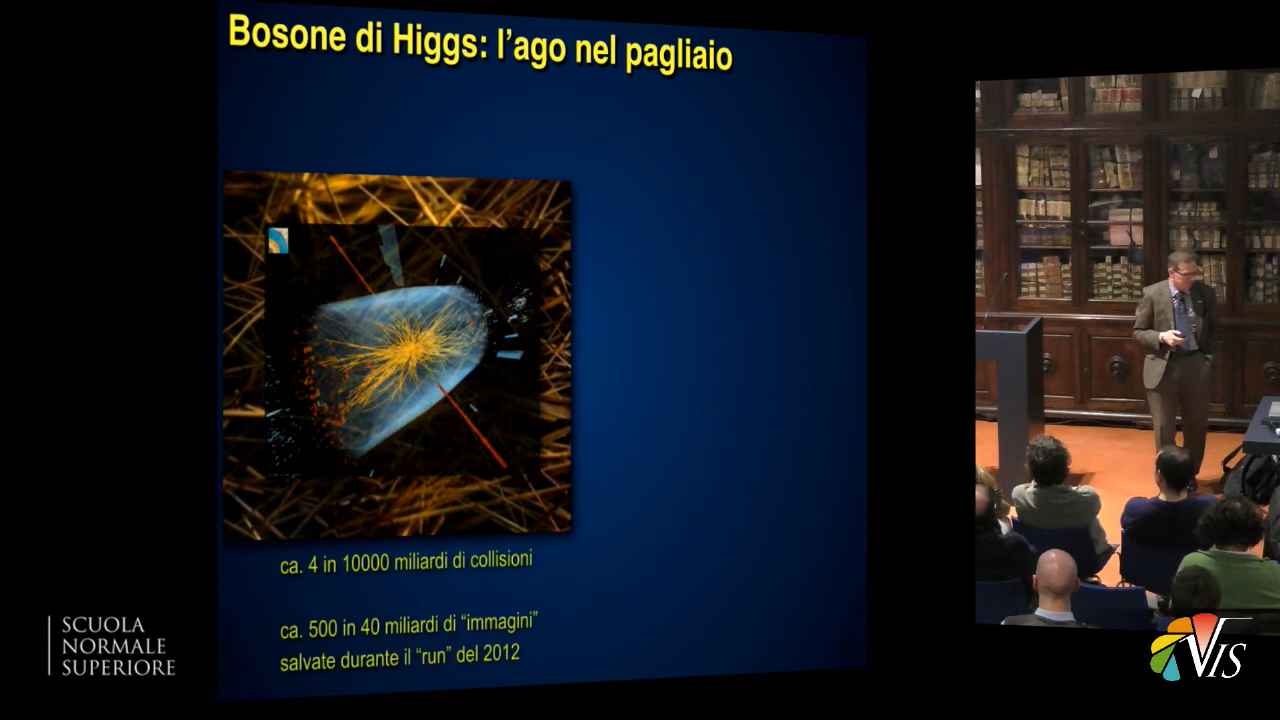 Bosone di Higgs: l'ago nel pagliaio
ca. 4 in 10000 miliardi di collisioni
ca. 500 in 40 miliardi di “immagini”
salvate durante il “run” del 2012
SCUOLA
NORMALE
SUPERIORE
VIS